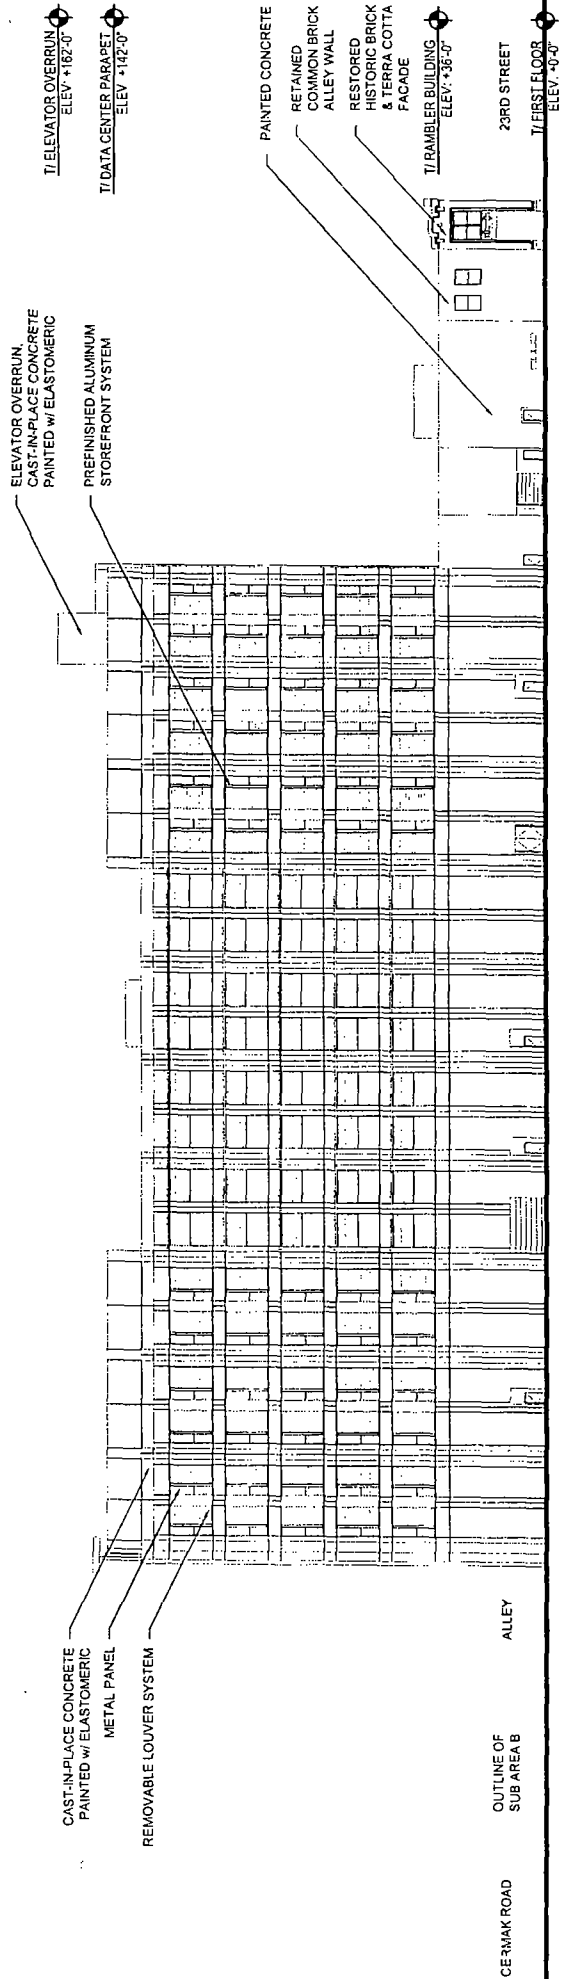 T/ ELEVATOR OVERRUN
ELEV: +162'-0"
T/ DATA CENTER PARAPET
ELEV: +142'-0"
ELEVATOR OVERRUN,
CAST-IN-PLACE CONCRETE
PAINTED w/ ELASTOMERIC
PREFINISHED ALUMINUM
STOREFRONT SYSTEM
PAINTED CONCRETE
RETAINED
COMMON BRICK
ALLEY WALL
RESTORED
HISTORIC BRICK
& TERRA COTTA
FACADE
T/ RAMBLER BUILDING
ELEV: +36'-0"
23RD STREET
T/ FIRST FLOOR
ELEV: +0'-0"
CAST-IN-PLACE CONCRETE
PAINTED w/ ELASTOMERIC
METAL PANEL
REMOVABLE LOUVER SYSTEM
CERMAK ROAD
OUTLINE OF
SUB AREA B
ALLEY